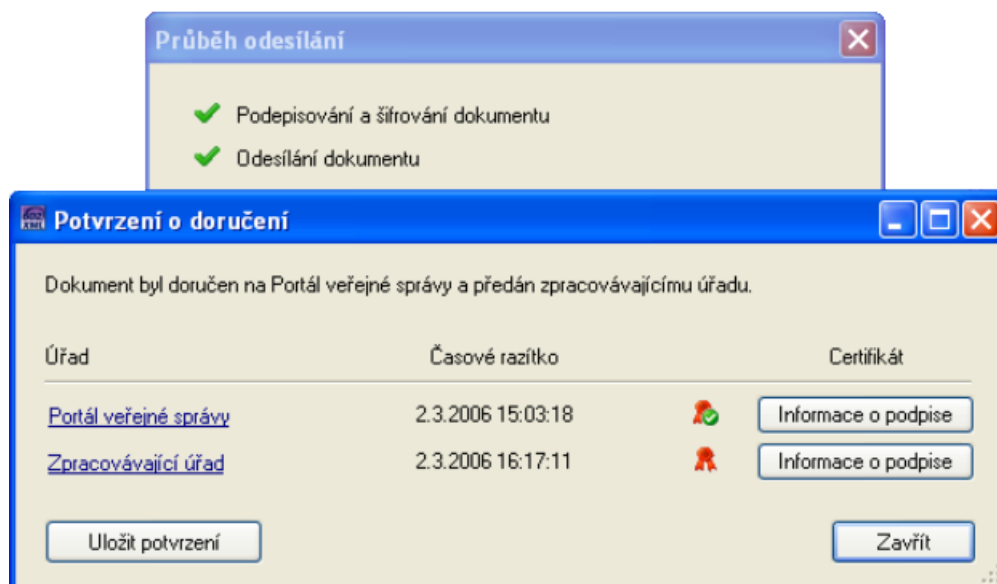 Průběh odesílání
Podepisování a šifrování dokumentu
Odesílání dokumentu
Potvrzení o doručení
Dokument byl doručen na Portál veřejné správy a předán zpracovávajícímu úřadu.
Úřad Časové razítko Certifikát
Portál veřejné správy 2.3.2006 15:03:18 Informace o podpise
Zpracovávající úřad 2.3.2006 16:17:11 Informace o podpise
Uložit potvrzení Zavřít